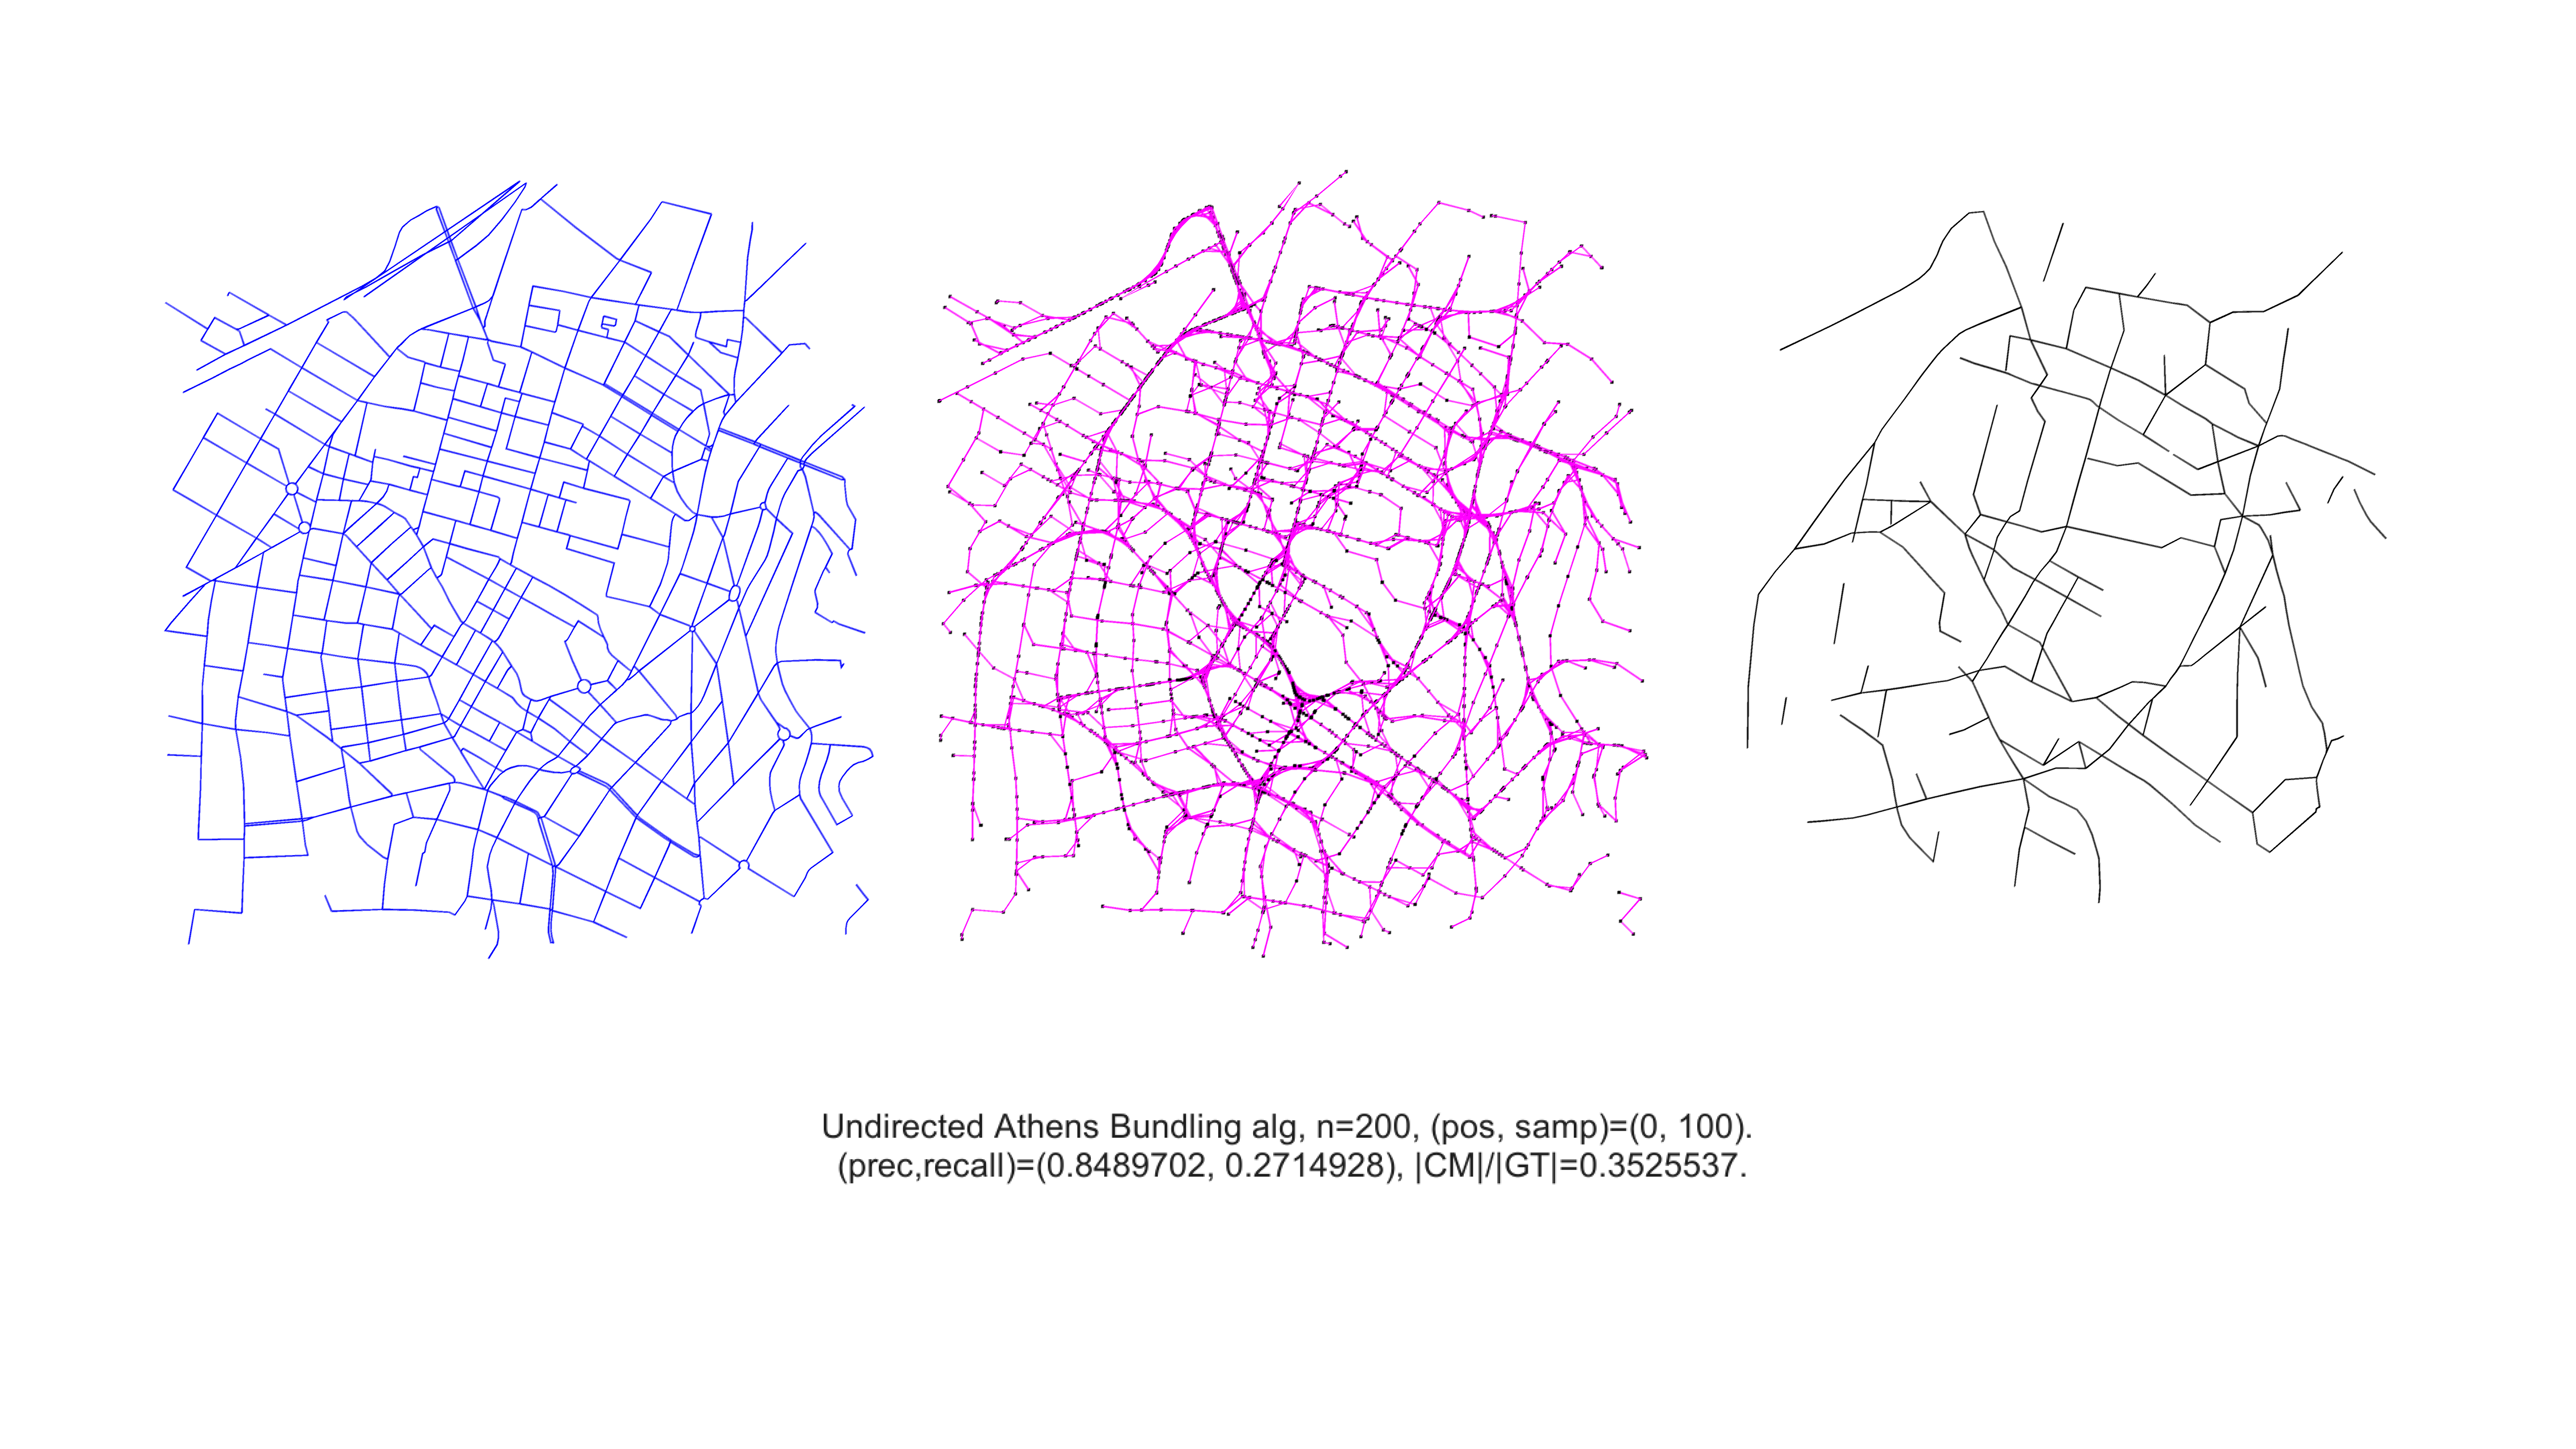 Undirected Athens Bundling alg, n=200, (pos, samp)=(0, 100).
(prec,recall)=(0.8489702, 0.2714928), |CM|/|GT|=0.3525537.